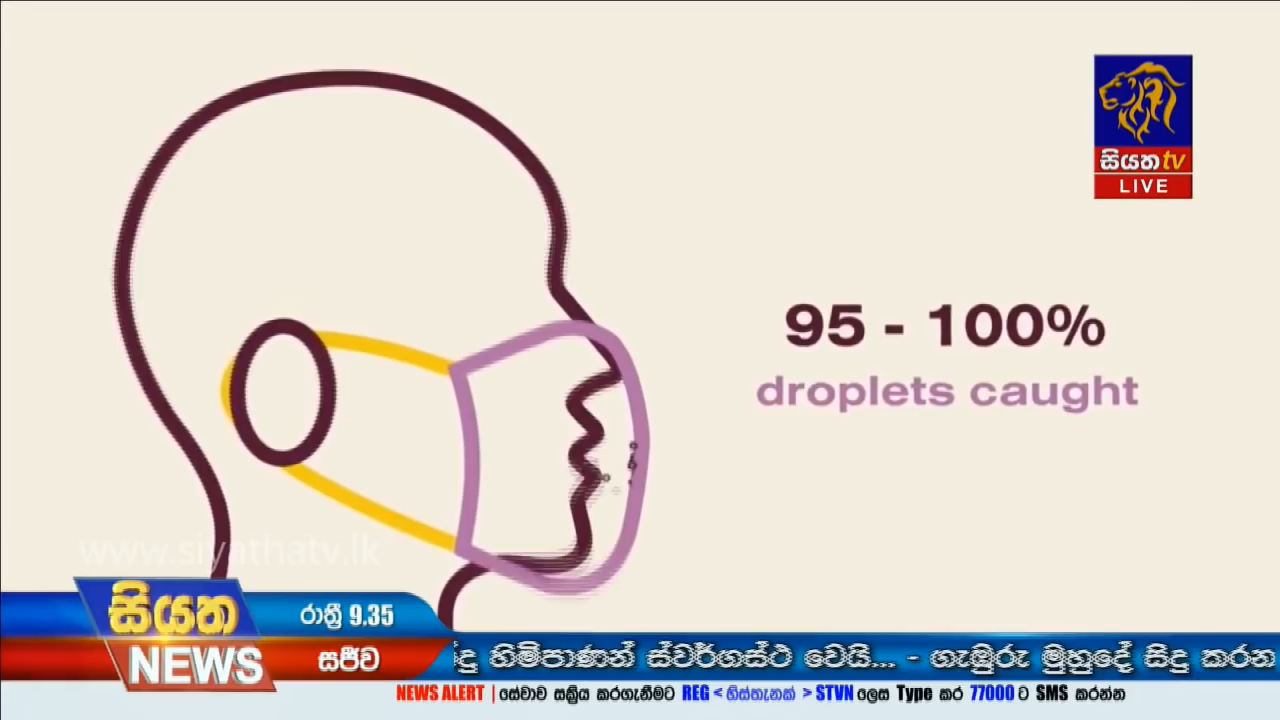 සියත tv
LIVE
95 - 100%
droplets caught
www.siyathatv.lk
සියත
NEWS
රාත්‍රී 9.35
සජීව
හිමිපාණන් ස්වර්ගස්ථ වෙයි... - ගැඹුරු මුහුදේ සිදු කරන
NEWS ALERT | සේවාව සක්‍රිය කරගැනීමට REG < හිස්තැනක් > STVN ලෙස Type කර 77000 ට SMS කරන්න